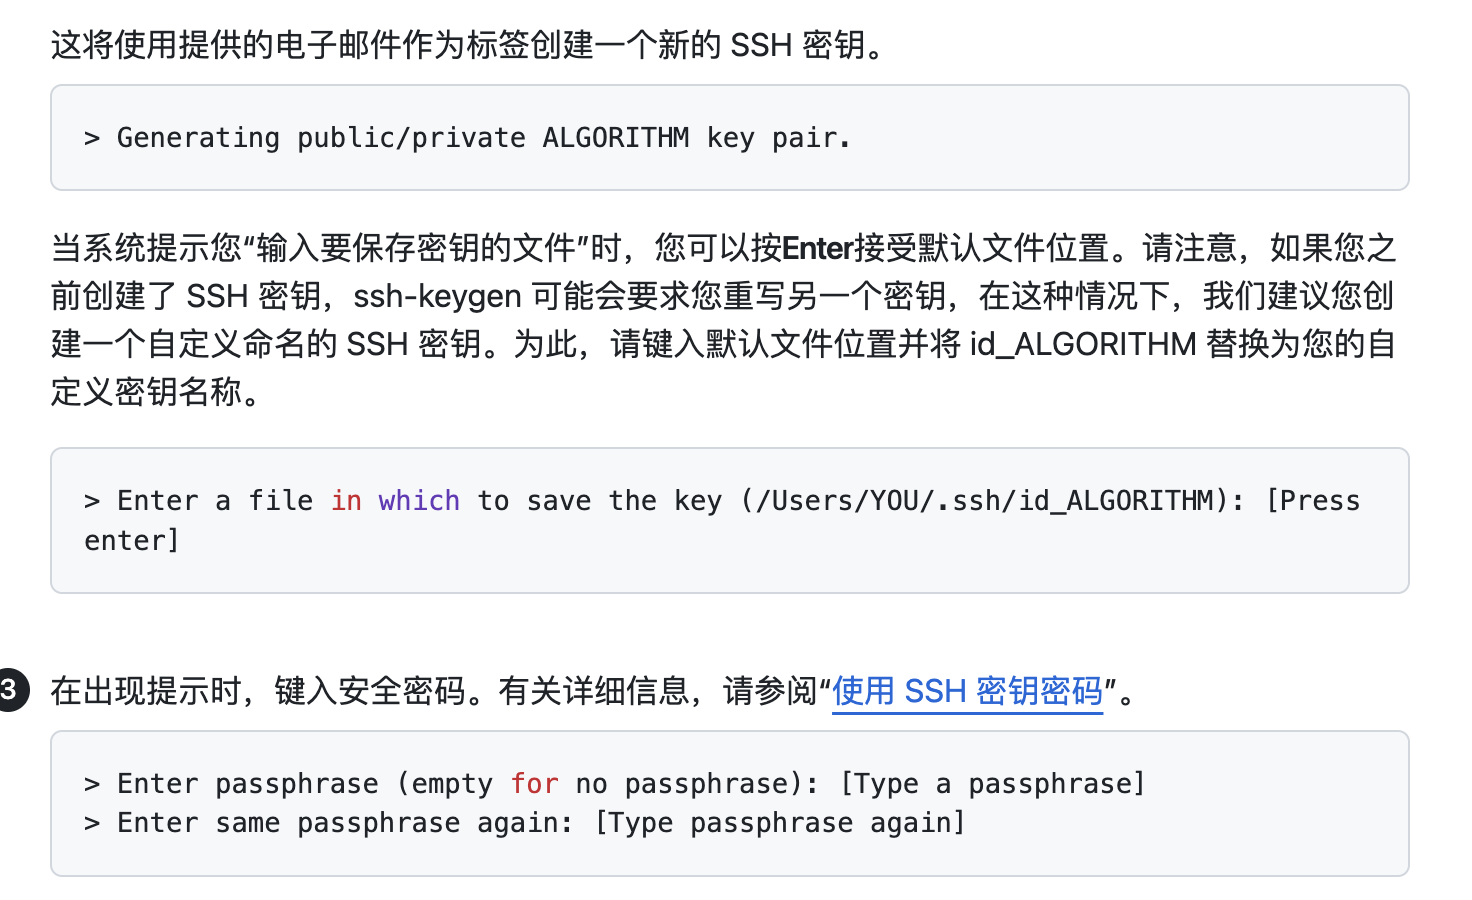 这将使用提供的电子邮件作为标签创建一个新的 SSH 密钥。
> Generating public/private ALGORITHM key pair.
当系统提示您“输入要保存密钥的文件”时，您可以按Enter接受默认文件位置。请注意，如果您之
前创建了 SSH 密钥，ssh-keygen 可能会要求您重写另一个密钥，在这种情况下，我们建议您创
建一个自定义命名的 SSH 密钥。为此，请键入默认文件位置并将 id_ALGORITHM 替换为您的自
定义密钥名称。
> Enter a file in which to save the key (/Users/YOU/.ssh/id_ALGORITHM): [Press
enter]
3 在出现提示时，键入安全密码。有关详细信息，请参阅“使用 SSH 密钥密码”。
> Enter passphrase (empty for no passphrase): [Type a passphrase]
> Enter same passphrase again: [Type passphrase again]